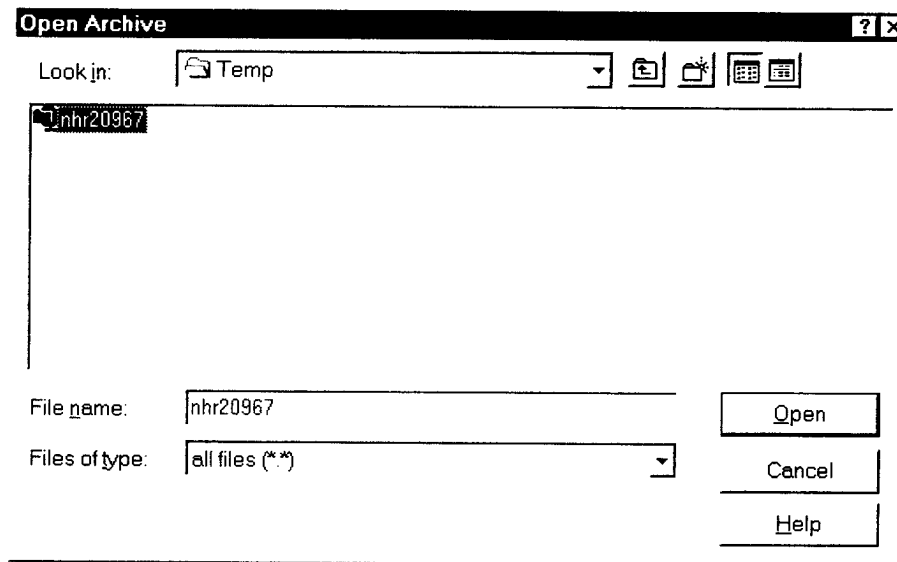 Open Archive
Look in: Temp
nhr20967
File name: nhr20967 Open
Files of type: all files (*.*) Cancel
Help